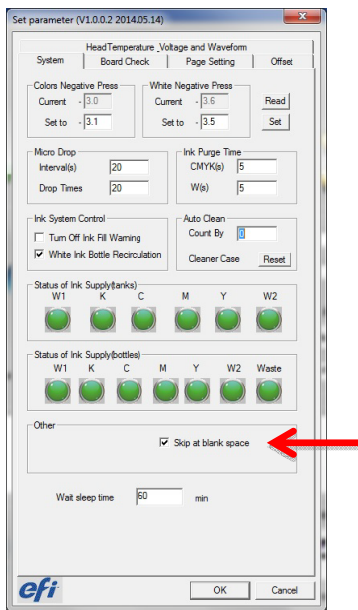 Set parameter (V1.0.0.2 2014.05.14)
HeadTemperature_Voltage and Waveform
System Board Check Page Setting Offset
Colors Negative Press White Negative Press
Current - 3.0 Current - 3.6 Read
Set to - 3.1 Set to - 3.5 Set
Micro Drop Ink Purge Time
Interval(s) 20 CMYK(s) 5
Drop Times 20 W(s) 5
Ink System Control Auto Clean
Turn Off Ink Fill Warning Count By 0
White Ink Bottle Recirculation Cleaner Case Reset
Status of Ink Supply(tanks)
W1 K C M Y W2
Status of Ink Supply(bottles)
W1 K C M Y W2 Waste
Other
Skip at blank space
Wait sleep time 60 min
efi OK Cancel